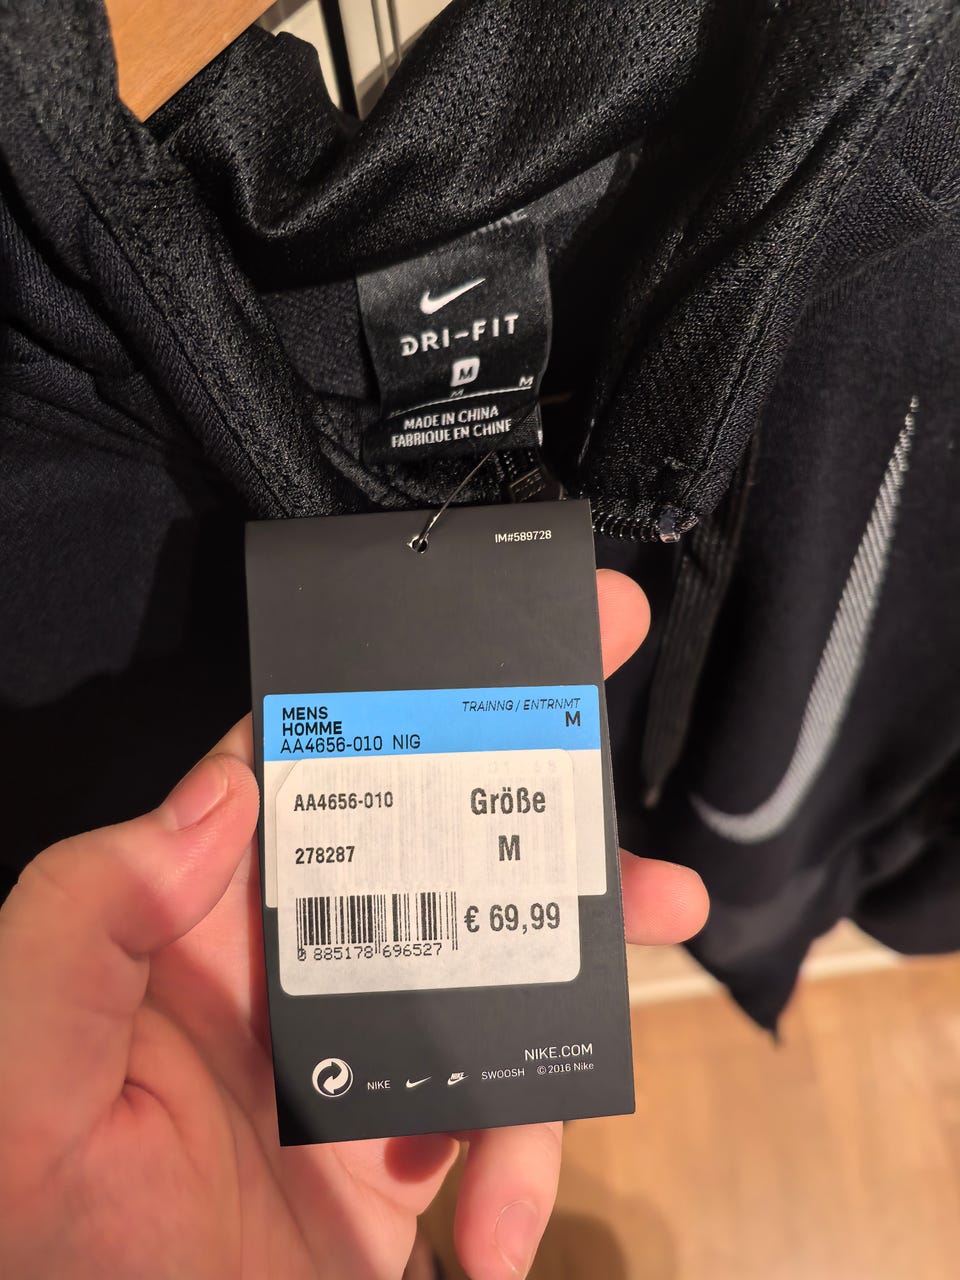 DRI-FIT
M
M
M
MADE IN CHINA
FABRIQUE EN CHINE
IM#589728
MENS
HOMME
AA4656-010 NIG
TRAINNG / ENTRNMT
M
AA4656-010
Größe
278287
M
€ 69,99
0 885178 696527
NIKE.COM
NIKE
SWOOSH
© 2016 Nike